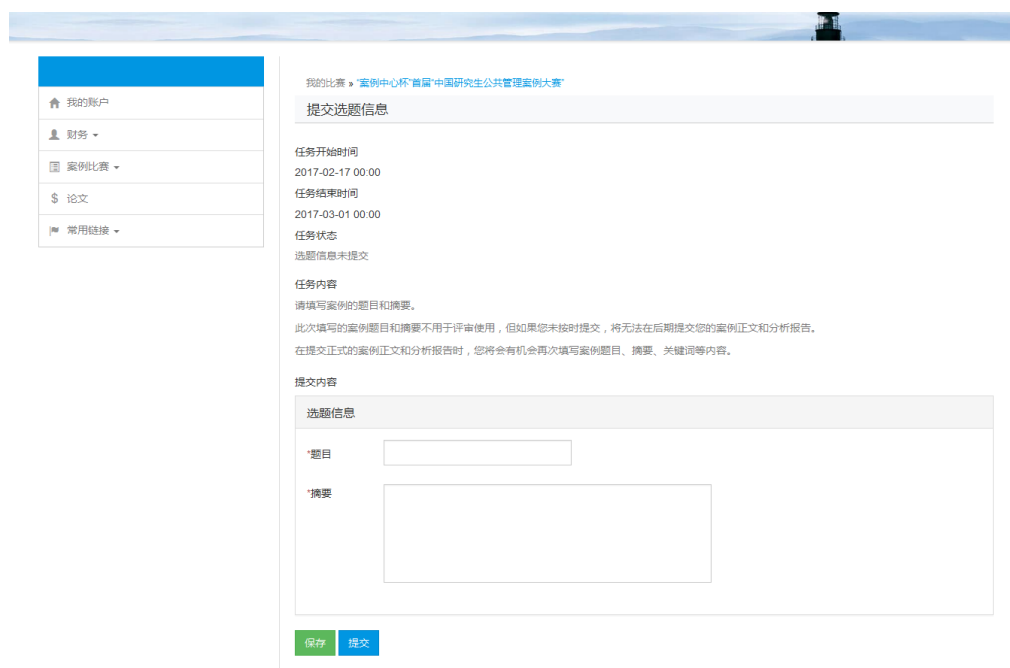 我的账户
财务
案例比赛
论文
常用链接
我的比赛 » "案例中心杯"首届"中国研究生公共管理案例大赛"
提交选题信息
任务开始时间
2017-02-17 00:00
任务结束时间
2017-03-01 00:00
任务状态
选题信息未提交
任务内容
请填写案例的题目和摘要。
此次填写的案例题目和摘要不用于评审使用，但如果您未按时提交，将无法在后期提交您的案例正文和分析报告。
在提交正式的案例正文和分析报告时，您将会有机会再次填写案例题目、摘要、关键词等内容。
提交内容
选题信息
*题目
*摘要
保存 提交